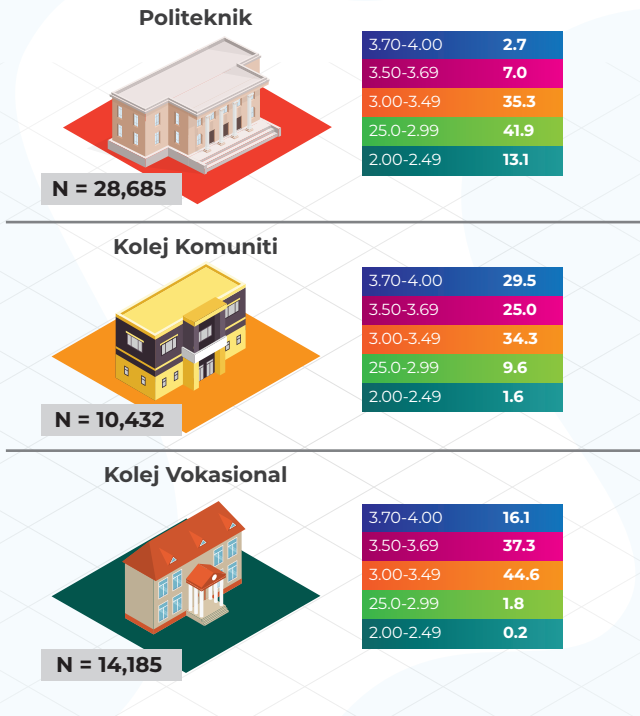 Politeknik
3.70-4.00 2.7
3.50-3.69 7.0
3.00-3.49 35.3
25.0-2.99 41.9
2.00-2.49 13.1
N = 28,685
Kolej Komuniti
3.70-4.00 29.5
3.50-3.69 25.0
3.00-3.49 34.3
25.0-2.99 9.6
2.00-2.49 1.6
N = 10,432
Kolej Vokasional
3.70-4.00 16.1
3.50-3.69 37.3
3.00-3.49 44.6
25.0-2.99 1.8
2.00-2.49 0.2
N = 14,185